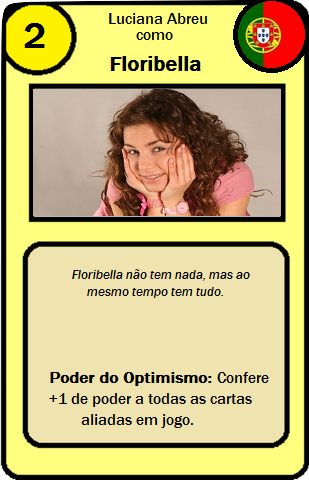 2
Luciana Abreu
como
Floribella
Floribella não tem nada, mas ao
mesmo tempo tem tudo.
Poder do Optimismo: Confere
+1 de poder a todas as cartas
aliadas em jogo.